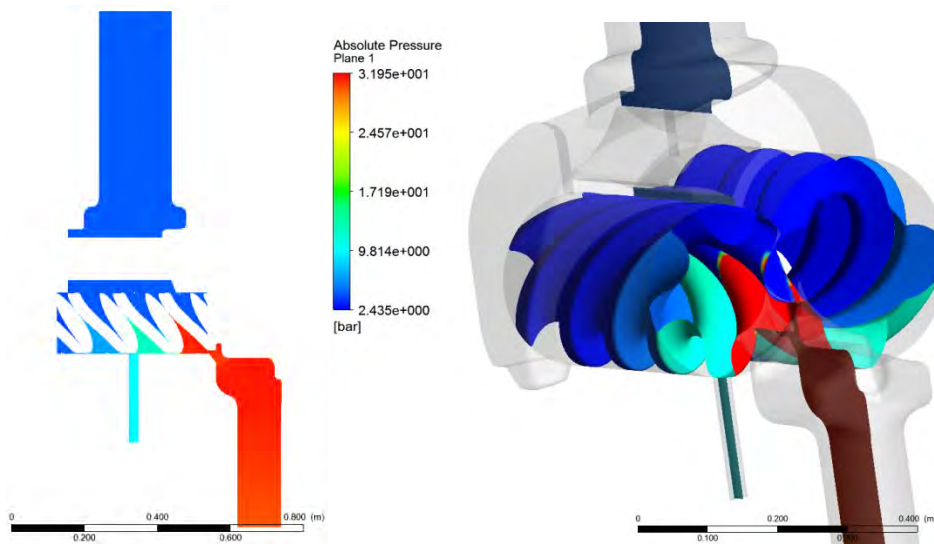 Absolute Pressure
Plane 1
3.195e+001
2.457e+001
1.719e+001
9.814e+000
2.435e+000
[bar]
0 0.400 0.800 (m)
0.200 0.600
0 0.200 0.400 (m
0.100